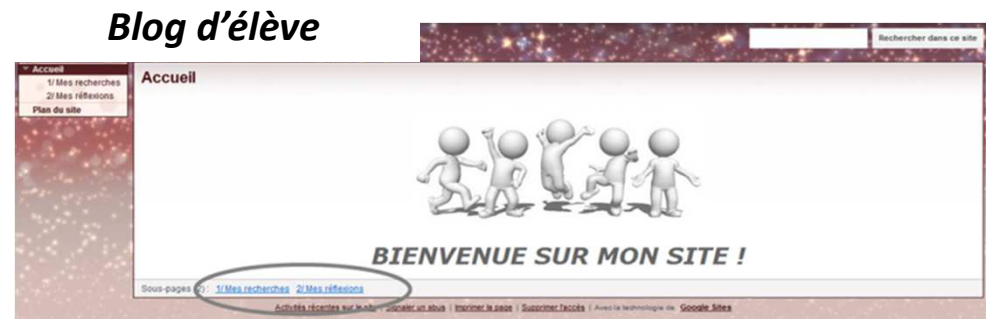 Blog d'élève
Rechercher dans ce site
Accueil
1/ Mes recherches
2/ Mes réflexions
Plan du site
Accueil
BIENVENUE SUR MON SITE !
Sous-pages (2) : 1/ Mes recherches 2/ Mes réflexions
Activités récentes sur le site | Signaler un abus | Imprimer la page | Supprimer l'accès | Avec la technologie de Google Sites